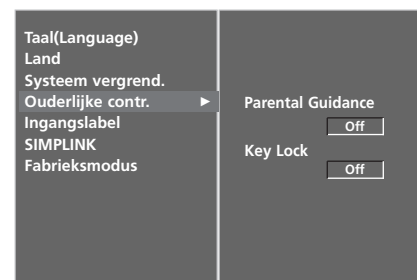 Taal(Language)
Land
Systeem vergrend.
Ouderlijke contr. ►
Ingangslabel
SIMPLINK
Fabrieksmodus
Parental Guidance
Off
Key Lock
Off